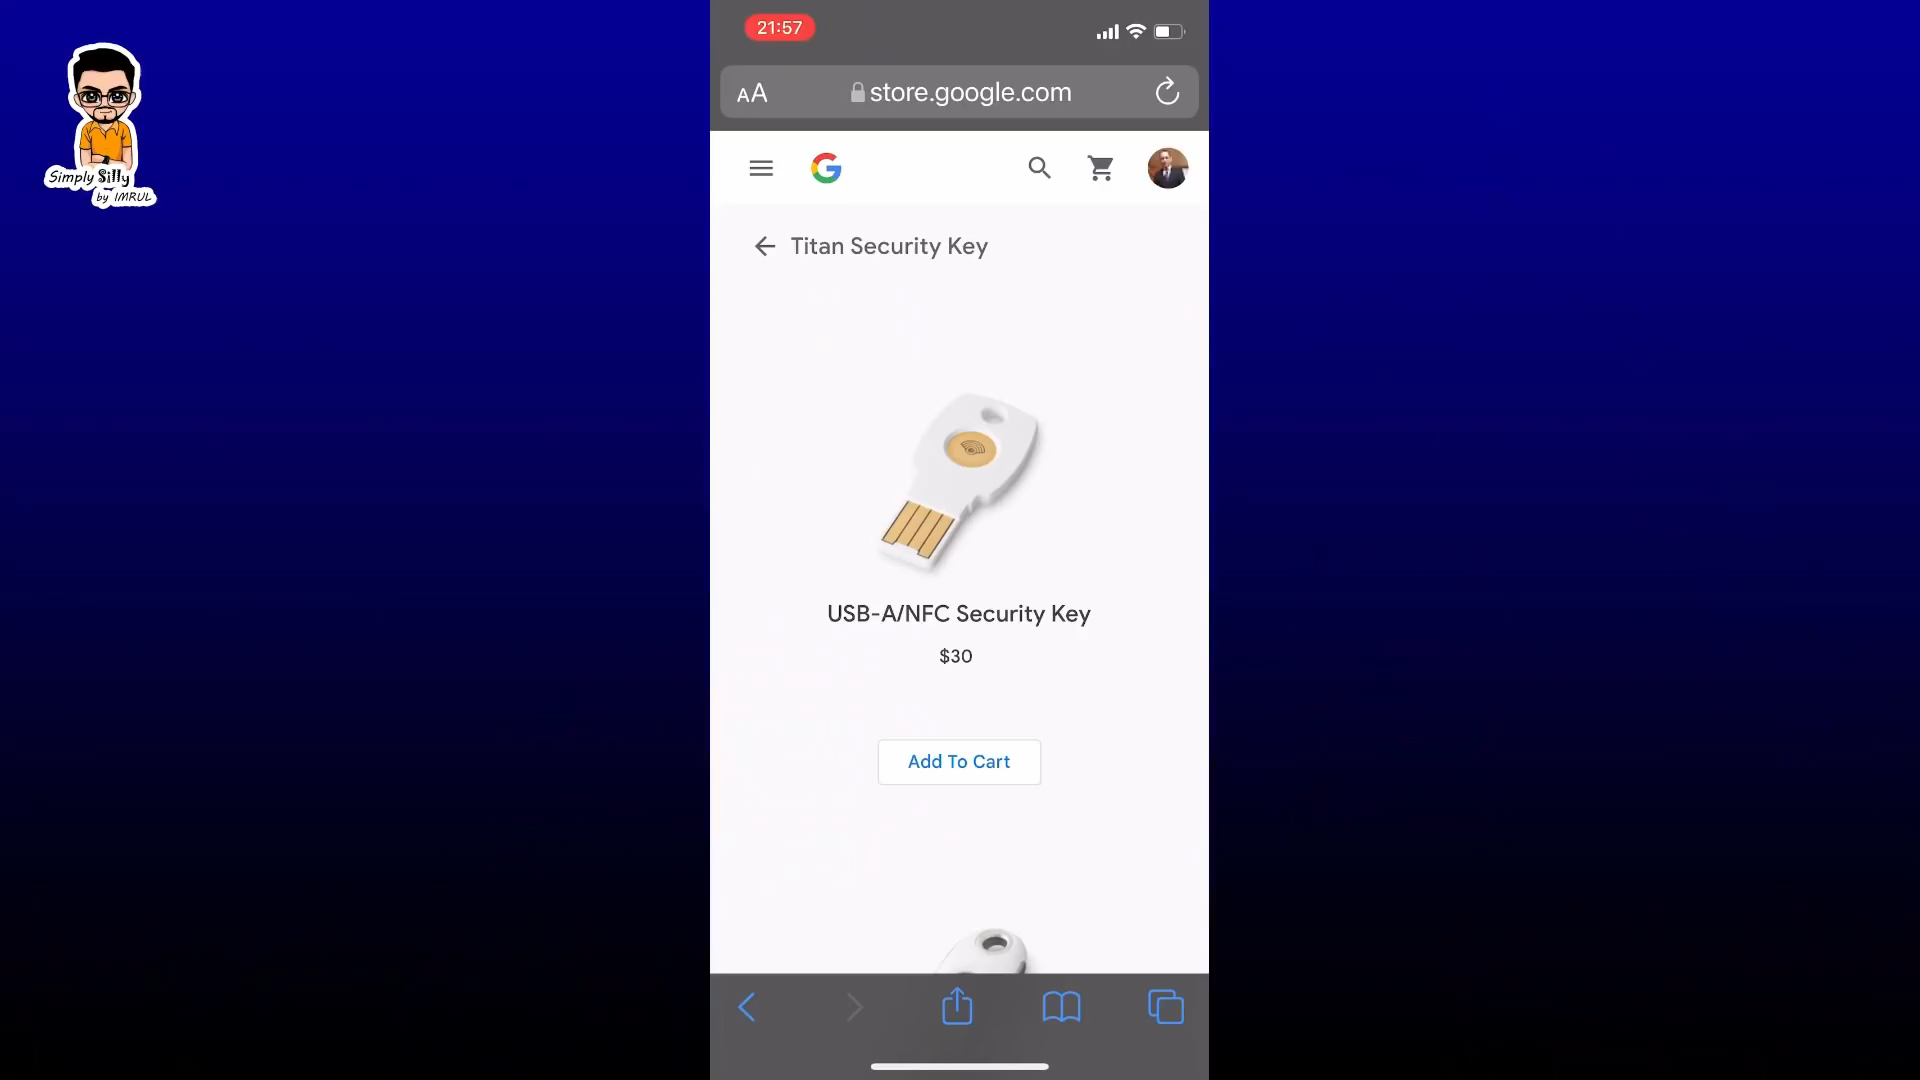 Simply Silly
by IMRUL
21:57
AA
store.google.com
Titan Security Key
USB-A/NFC Security Key
$30
Add To Cart